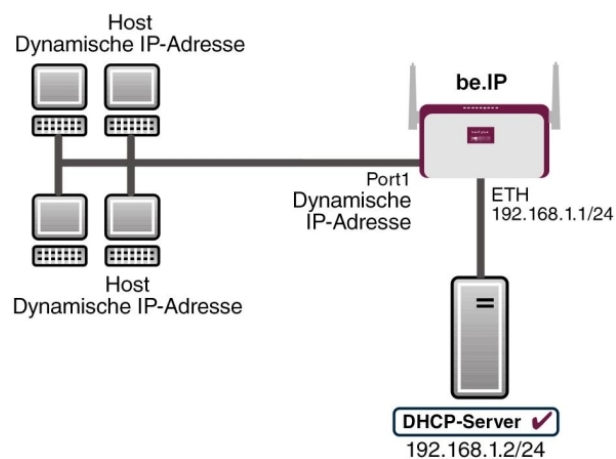 Host
Dynamische IP-Adresse
be.IP
Port1
Dynamische
IP-Adresse
ETH
192.168.1.1/24
Host
Dynamische IP-Adresse
DHCP-Server
192.168.1.2/24